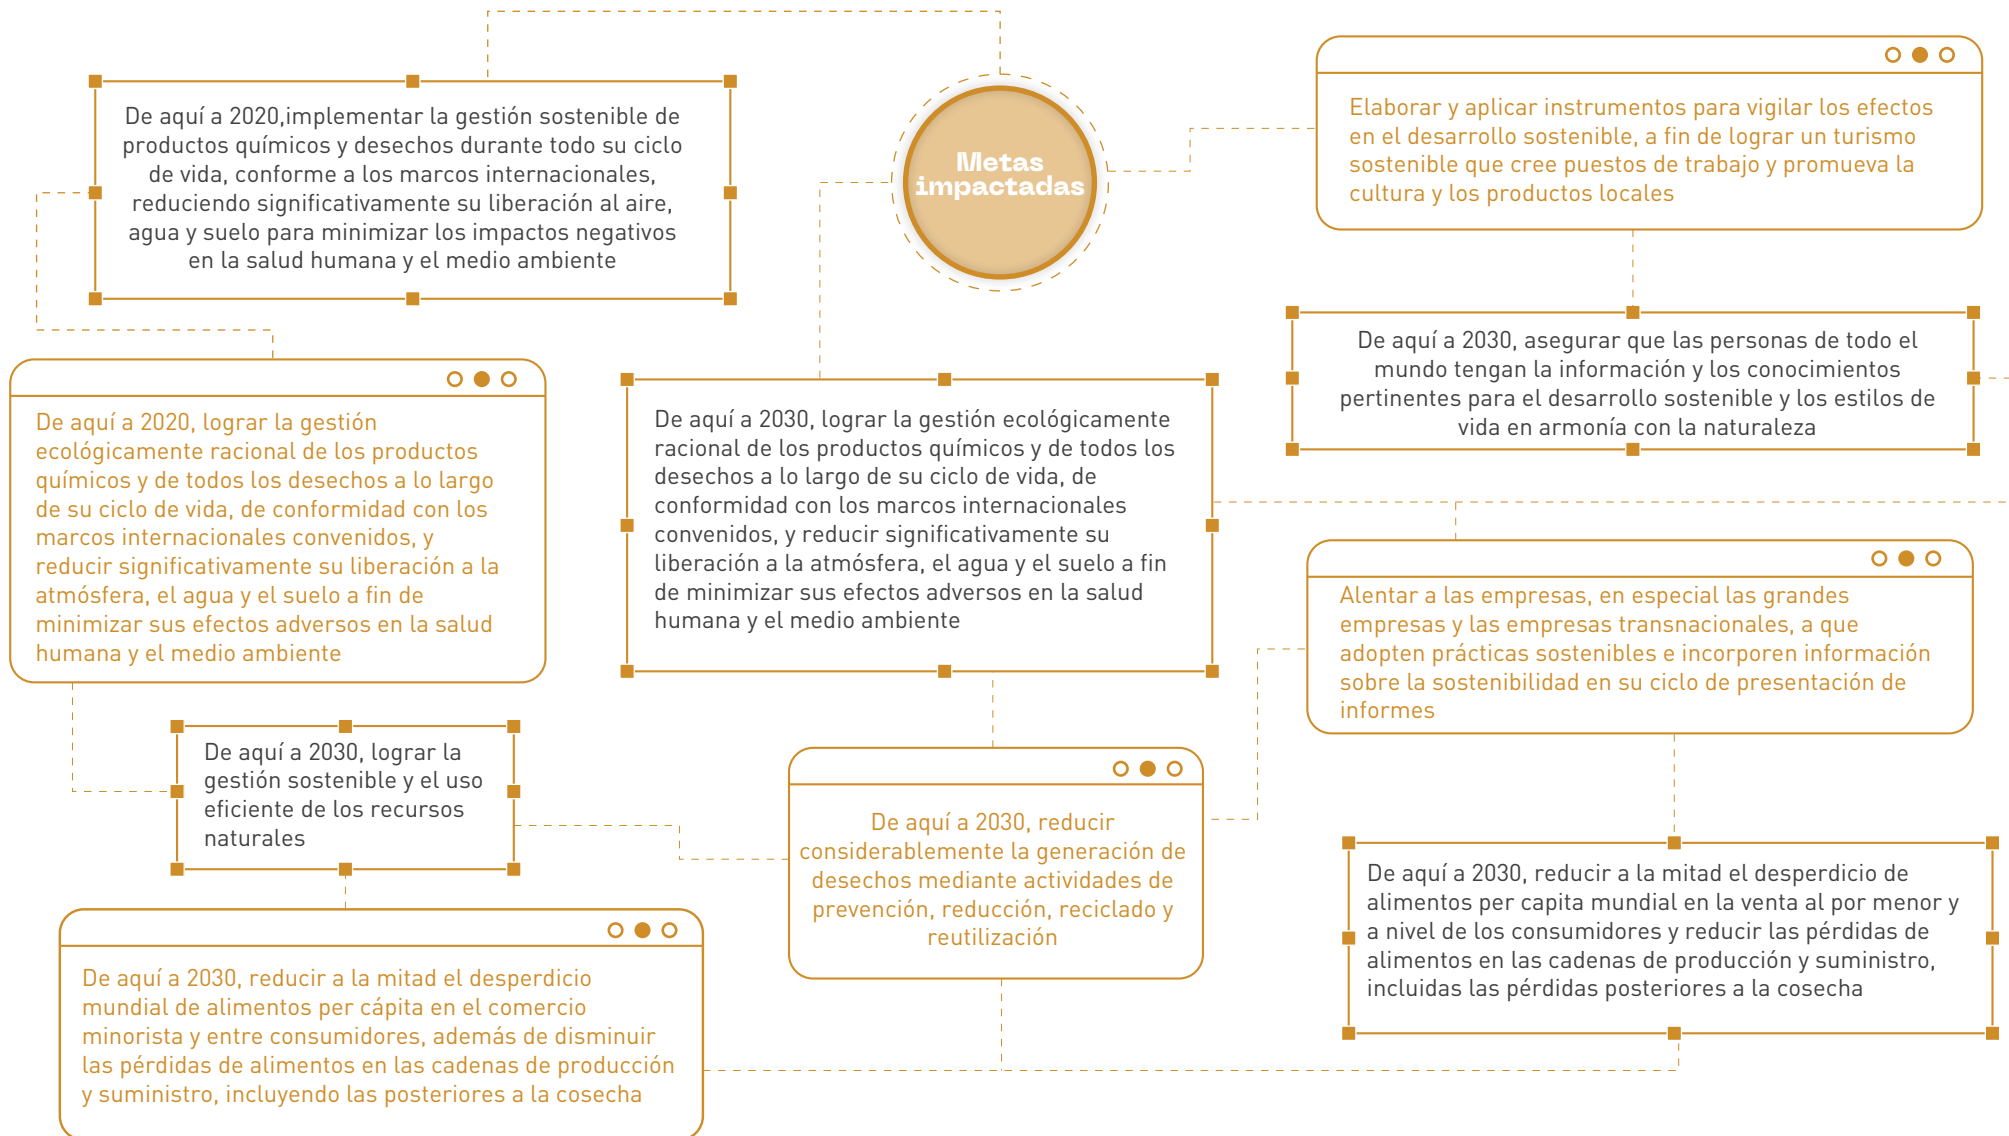 Metas
impactadas
De aquí a 2020,implementar la gestión sostenible de
productos químicos y desechos durante todo su ciclo
de vida, conforme a los marcos internacionales,
reduciendo significativamente su liberación al aire,
agua y suelo para minimizar los impactos negativos
en la salud humana y el medio ambiente
De aquí a 2020, lograr la gestión
ecológicamente racional de los productos
químicos y de todos los desechos a lo largo
de su ciclo de vida, de conformidad con los
marcos internacionales convenidos, y
reducir significativamente su liberación a la
atmósfera, el agua y el suelo a fin de
minimizar sus efectos adversos en la salud
humana y el medio ambiente
De aquí a 2030, lograr la
gestión sostenible y el uso
eficiente de los recursos
naturales
De aquí a 2030, reducir a la mitad el desperdicio
mundial de alimentos per cápita en el comercio
minorista y entre consumidores, además de disminuir
las pérdidas de alimentos en las cadenas de producción
y suministro, incluyendo las posteriores a la cosecha
De aquí a 2030, lograr la gestión ecológicamente
racional de los productos químicos y de todos los
desechos a lo largo de su ciclo de vida, de
conformidad con los marcos internacionales
convenidos, y reducir significativamente su
liberación a la atmósfera, el agua y el suelo a fin
de minimizar sus efectos adversos en la salud
humana y el medio ambiente
De aquí a 2030, reducir
considerablemente la generación de
desechos mediante actividades de
prevención, reducción, reciclado y
reutilización
Elaborar y aplicar instrumentos para vigilar los efectos
en el desarrollo sostenible, a fin de lograr un turismo
sostenible que cree puestos de trabajo y promueva la
cultura y los productos locales
De aquí a 2030, asegurar que las personas de todo el
mundo tengan la información y los conocimientos
pertinentes para el desarrollo sostenible y los estilos de
vida en armonía con la naturaleza
Alentar a las empresas, en especial las grandes
empresas y las empresas transnacionales, a que
adopten prácticas sostenibles e incorporen información
sobre la sostenibilidad en su ciclo de presentación de
informes
De aquí a 2030, reducir a la mitad el desperdicio de
alimentos per capita mundial en la venta al por menor y
a nivel de los consumidores y reducir las pérdidas de
alimentos en las cadenas de producción y suministro,
incluidas las pérdidas posteriores a la cosecha